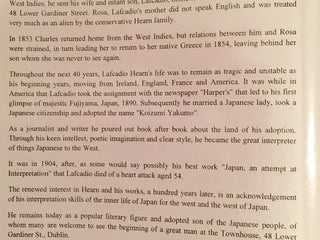 West Indies, he sent his wife and infant son, Lafcadio,
48 Lower Gardiner Street. Rosa, Lafcadio's mother did not speak English and was treated
very much as an alien by the conservative Hearn family.
In 1853 Charles returned home from the West Indies, but relations between him and Rosa
were strained, in turn leading her to return to her native Greece in 1854, leaving behind her
son whom she was never to see again.
Throughout the next 40 years, Lafcadio Hearn's life was to remain as tragic and unstable as
his beginning years, moving from Ireland, England, France and America. It was while in
America that Lafcadio took the assignment with the newspaper "Harper's" that led to his first
glimpse of majestic Fujiyama, Japan, 1890. Subsequently he married a Japanese lady, took a
Japanese citizenship and adopted the name "Koizumi Yakumo".
As a journalist and writer he poured out book after book about the land of his adoption.
Through his keen intellect, poetic imagination and clear style, he became the great interpreter
of things Japanese to the West.
It was in 1904, after, as some would say possibly his best work "Japan, an attempt at
Interpretation" that Lafcadio died of a heart attack aged 54.
The renewed interest in Hearn and his works, a hundred years later, is an acknowledgement
of his interpretation skills of the inner life of Japan for the west and the west of Japan.
He remains today as a popular literary figure and adopted son of the Japanese people, of
whom many are welcome to see the beginning of a great man at the Townhouse, 48 Lower
Gardiner St., Dublin.